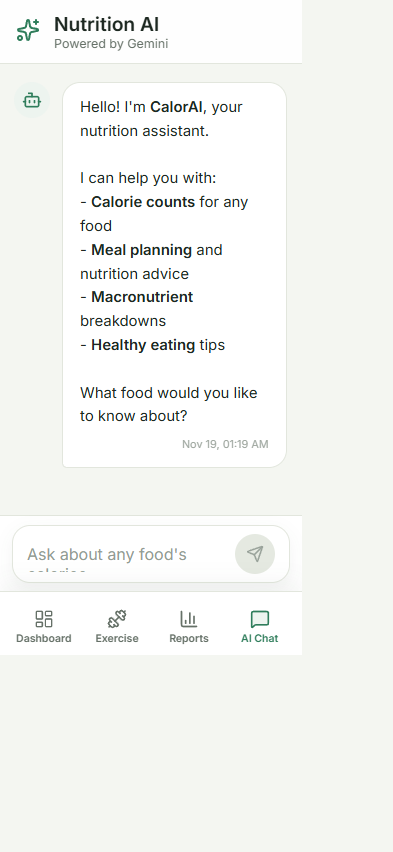 Nutrition AI
Powered by Gemini
Hello! I'm CalorAI, your
nutrition assistant.
I can help you with:
- Calorie counts for any
food
- Meal planning and
nutrition advice
- Macronutrient
breakdowns
- Healthy eating tips
What food would you like
to know about?
Nov 19, 01:19 AM
Ask about any food's
Dashboard
Exercise
Reports
AI Chat